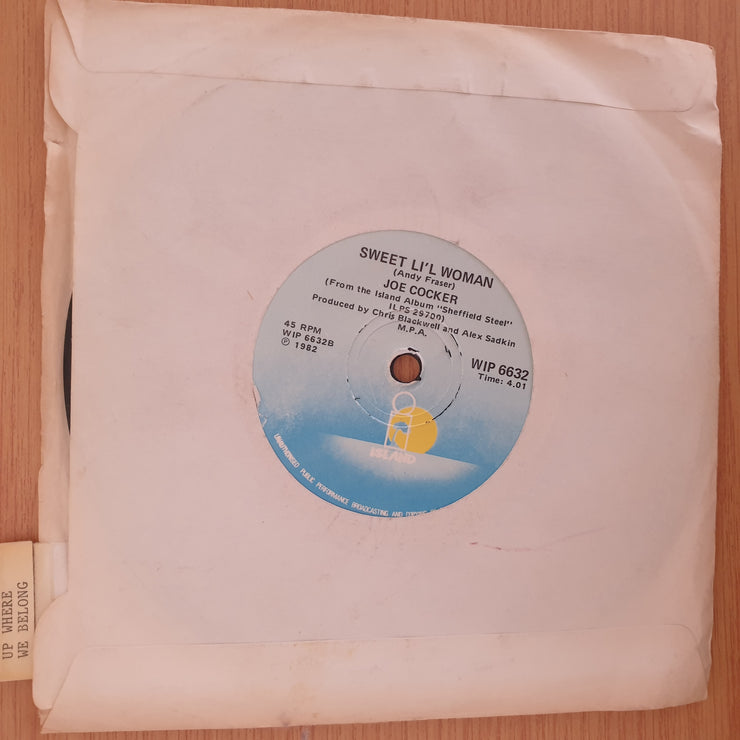 SWEET LI'L WOMAN
(Andy Fraser)
JOE COCKER
(From the Island Album "Sheffield Steel"
ILPS 29700)
Produced by Chris Blackwell and Alex Sadkin
M.P.A.
45 RPM
WIP 6632B
Ⓟ 1982
WIP 6632
Time: 4.01
ISLAND
UNAUTHORISED PUBLIC PERFORMANCE BROADCASTING AND COPYING
UP WHERE
WE BELONG